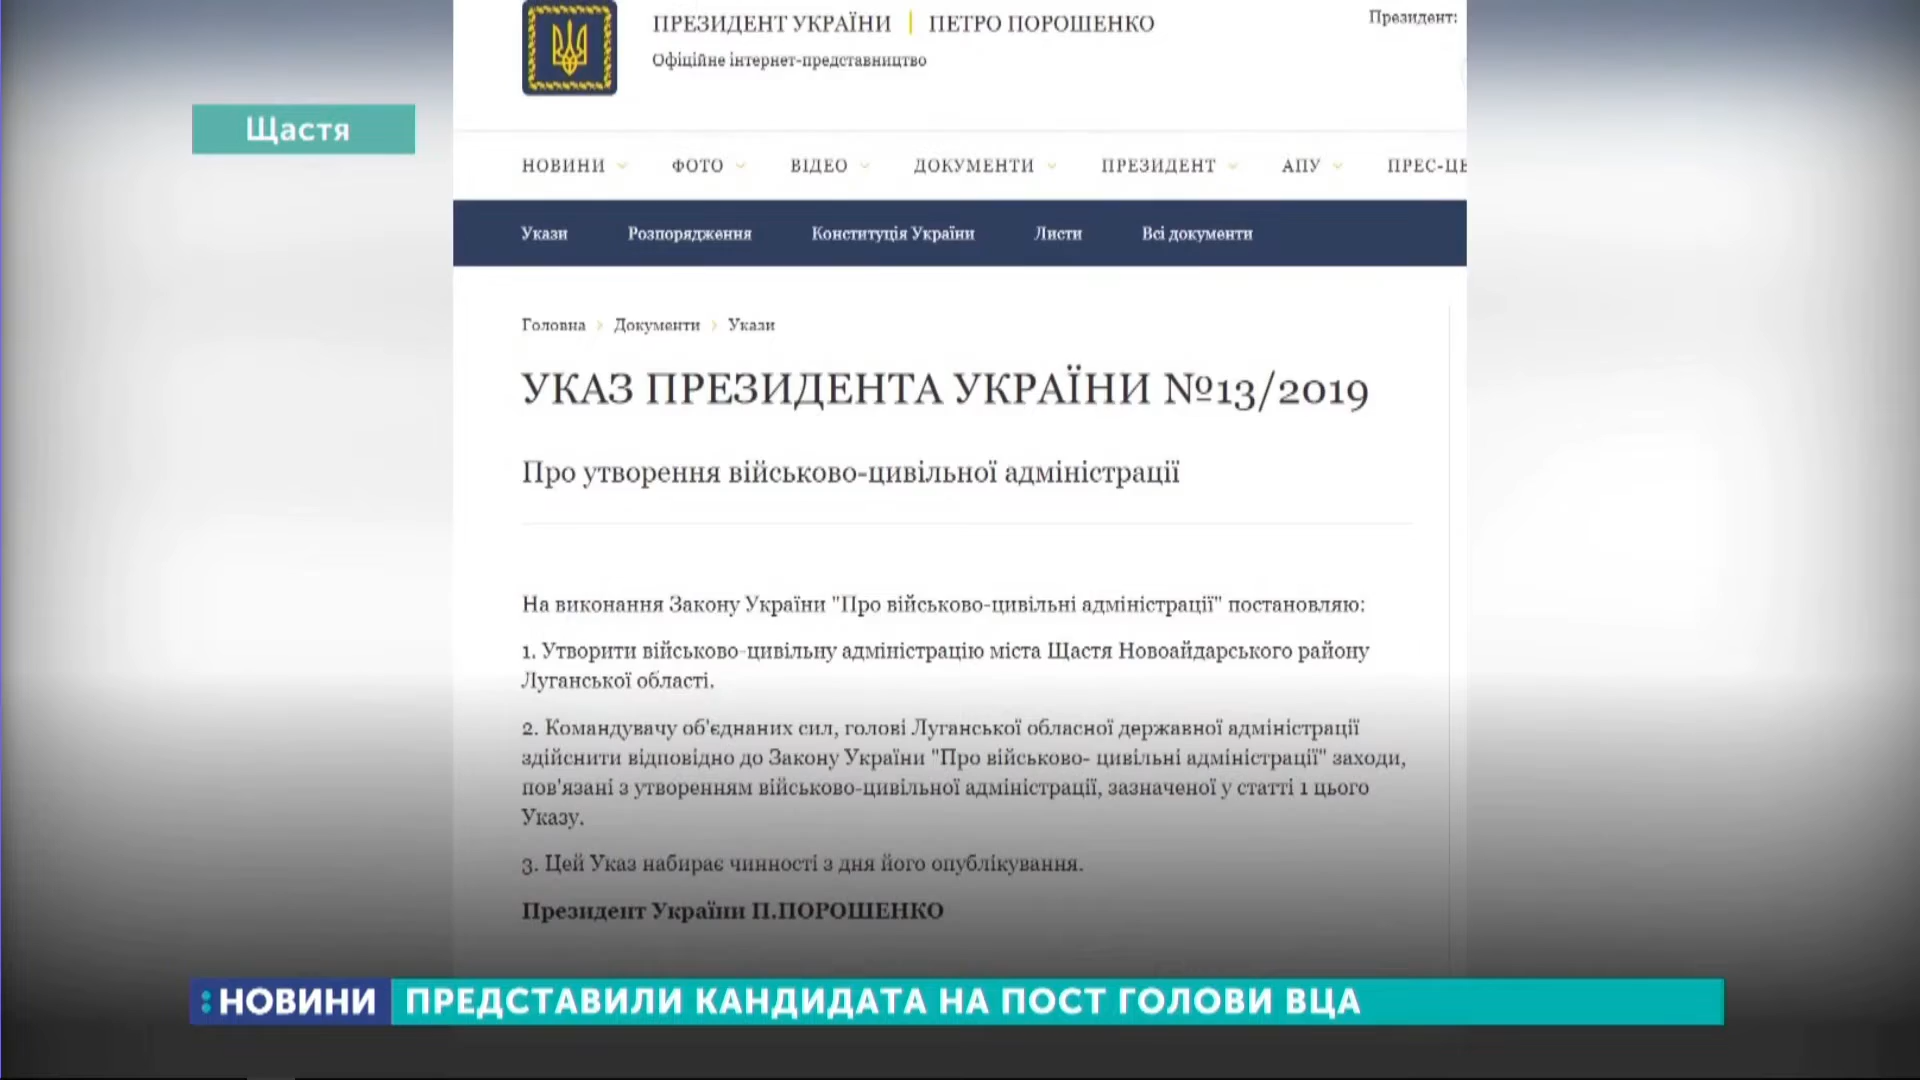 ПРЕЗИДЕНТ УКРАЇНИ | ПЕТРО ПОРОШЕНКО
Президент:
Офіційне інтернет-представництво
Щастя
НОВИНИ ФОТО ВІДЕО ДОКУМЕНТИ ПРЕЗИДЕНТ АПУ ПРЕС-ЦЕ
Укази Розпорядження Конституція України Листи Всі документи
Головна > Документи > Укази
УКАЗ ПРЕЗИДЕНТА УКРАЇНИ №13/2019
Про утворення військово-цивільної адміністрації
На виконання Закону України "Про військово-цивільні адміністрації" постановляю:
1. Утворити військово-цивільну адміністрацію міста Щастя Новоайдарського району
Луганської області.
2. Командувачу об'єднаних сил, голові Луганської обласної державної адміністрації
здійснити відповідно до Закону України "Про військово- цивільні адміністрації" заходи,
пов'язані з утворенням військово-цивільної адміністрації, зазначеної у статті 1 цього
Указу.
3. Цей Указ набирає чинності з дня його опублікування.
Президент України П.ПОРОШЕНКО
:НОВИНИ ПРЕДСТАВИЛИ КАНДИДАТА НА ПОСТ ГОЛОВИ ВЦА